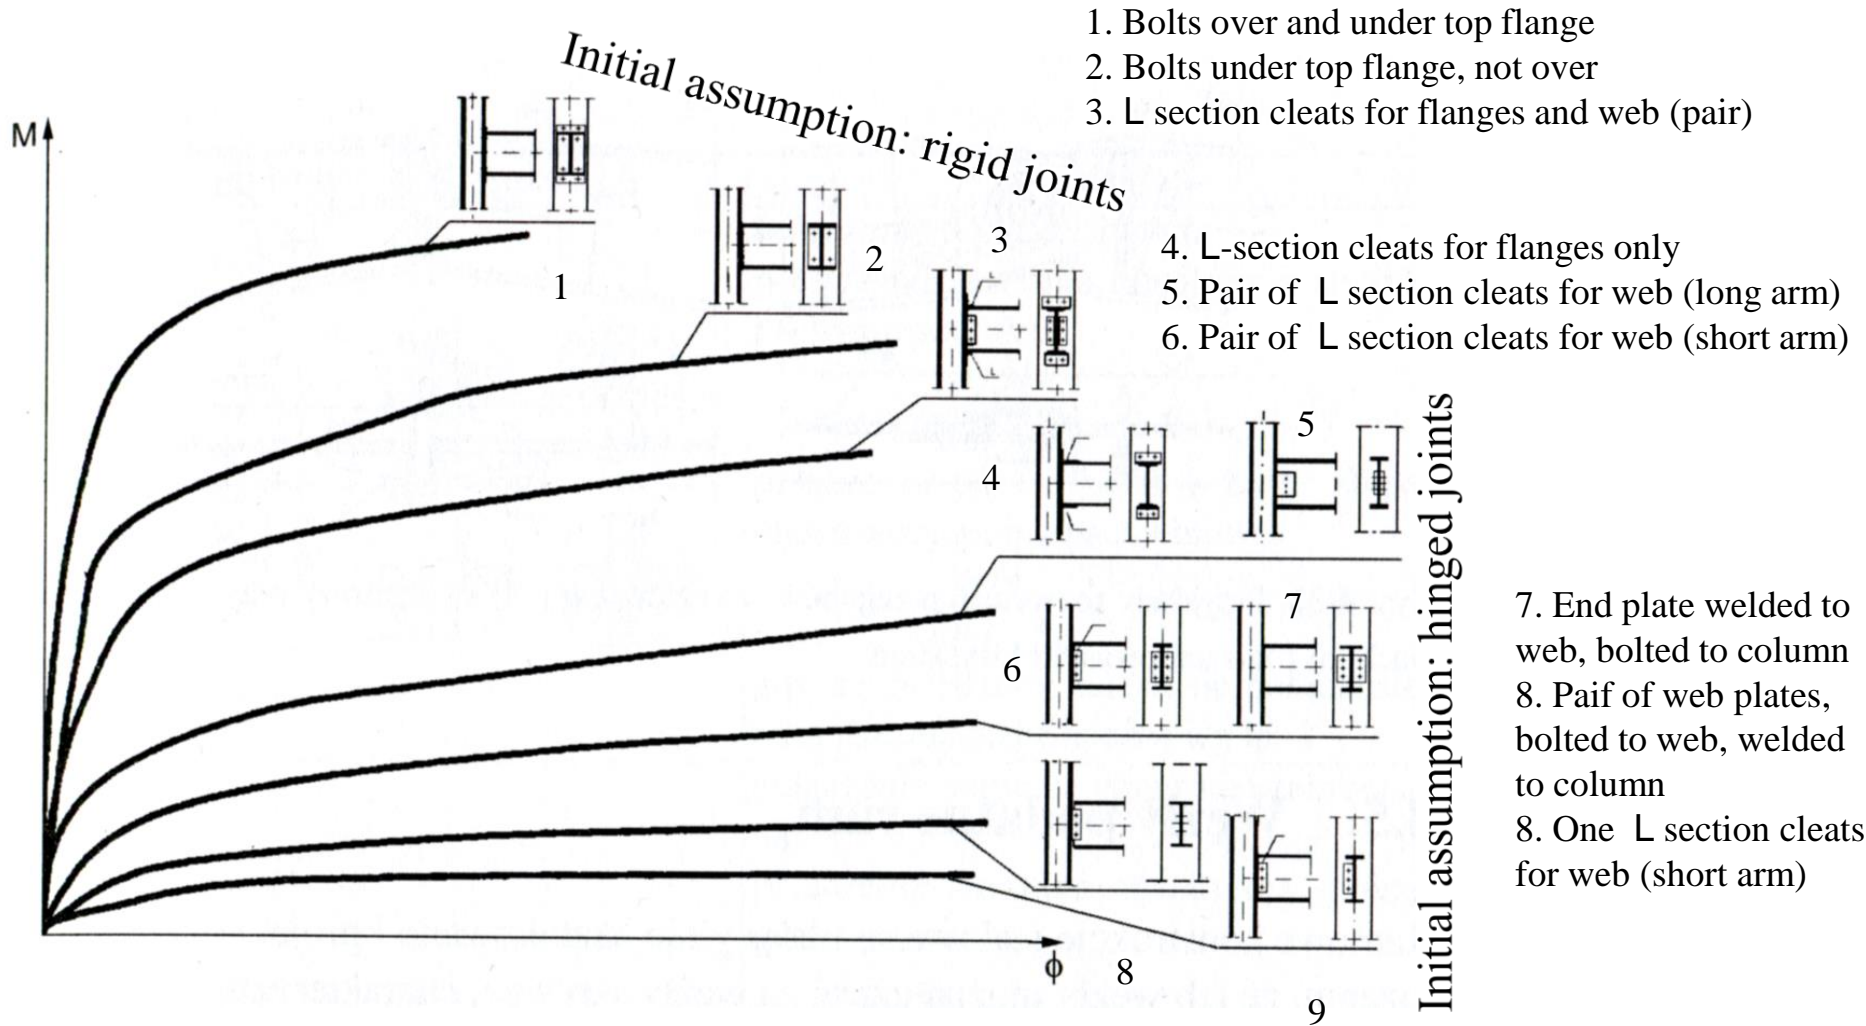 1. Bolts over and under top flange
2. Bolts under top flange, not over
3. L section cleats for flanges and web (pair)
Initial assumption: rigid joints
M
1
2
3
4. L-section cleats for flanges only
5. Pair of L section cleats for web (long arm)
6. Pair of L section cleats for web (short arm)
4
5
Initial assumption: hinged joints
6
7
7. End plate welded to
web, bolted to column
8. Paif of web plates,
bolted to web, welded
to column
8. One L section cleats
for web (short arm)
ϕ
8
9